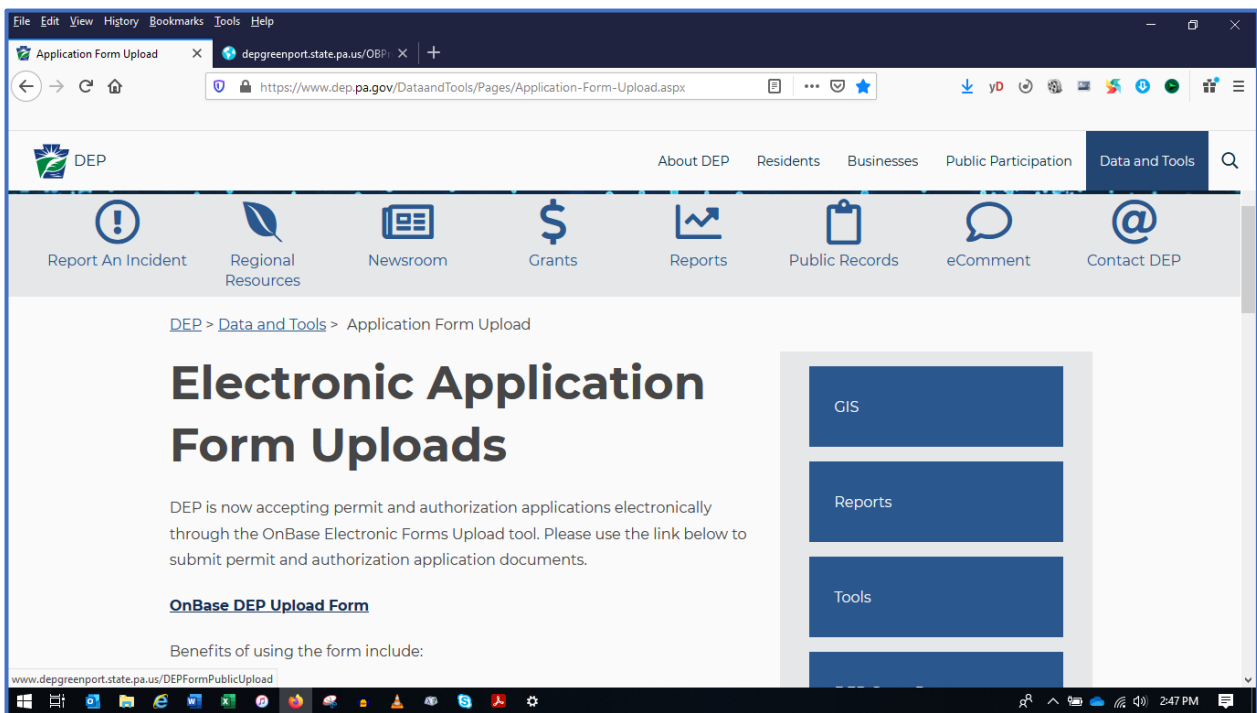 File Edit View History Bookmarks Tools Help
Application Form Upload
depgreenport.state.pa.us/OBPr
https://www.dep.pa.gov/DataandTools/Pages/Application-Form-Upload.aspx
DEP
About DEP Residents Businesses Public Participation Data and Tools
Report An Incident
Regional
Resources
Newsroom
Grants
Reports
Public Records
eComment
Contact DEP
DEP > Data and Tools > Application Form Upload
Electronic Application
Form Uploads
DEP is now accepting permit and authorization applications electronically
through the OnBase Electronic Forms Upload tool. Please use the link below to
submit permit and authorization application documents.
OnBase DEP Upload Form
Benefits of using the form include:
GIS
Reports
Tools
www.depgreenport.state.pa.us/DEPFormPublicUpload
2:47 PM